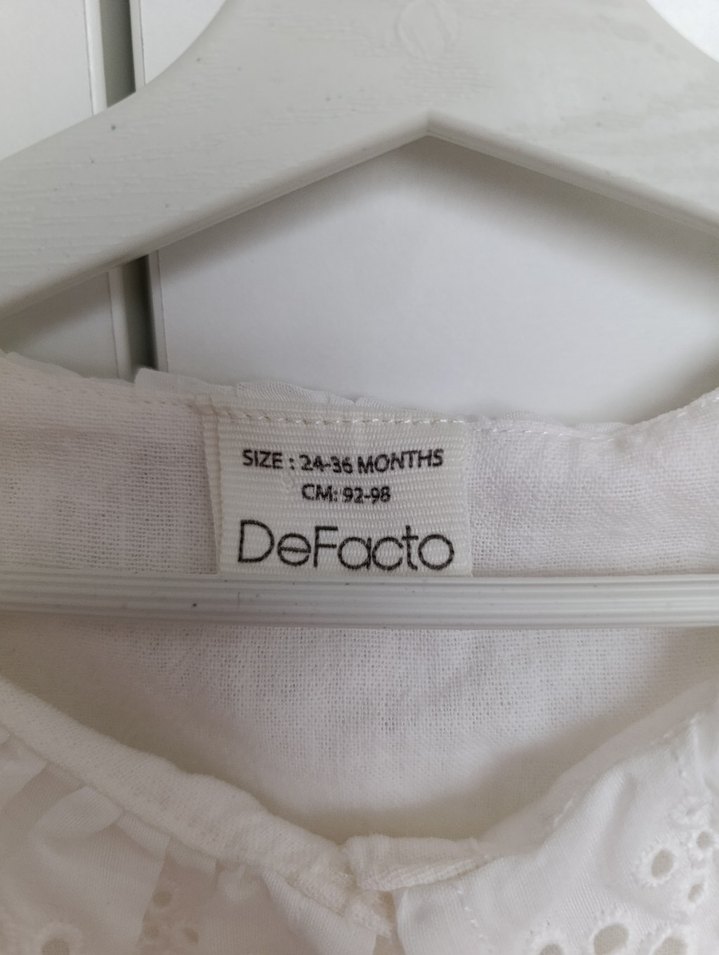 SIZE : 24-36 MONTHS
CM: 92-98
DeFacto